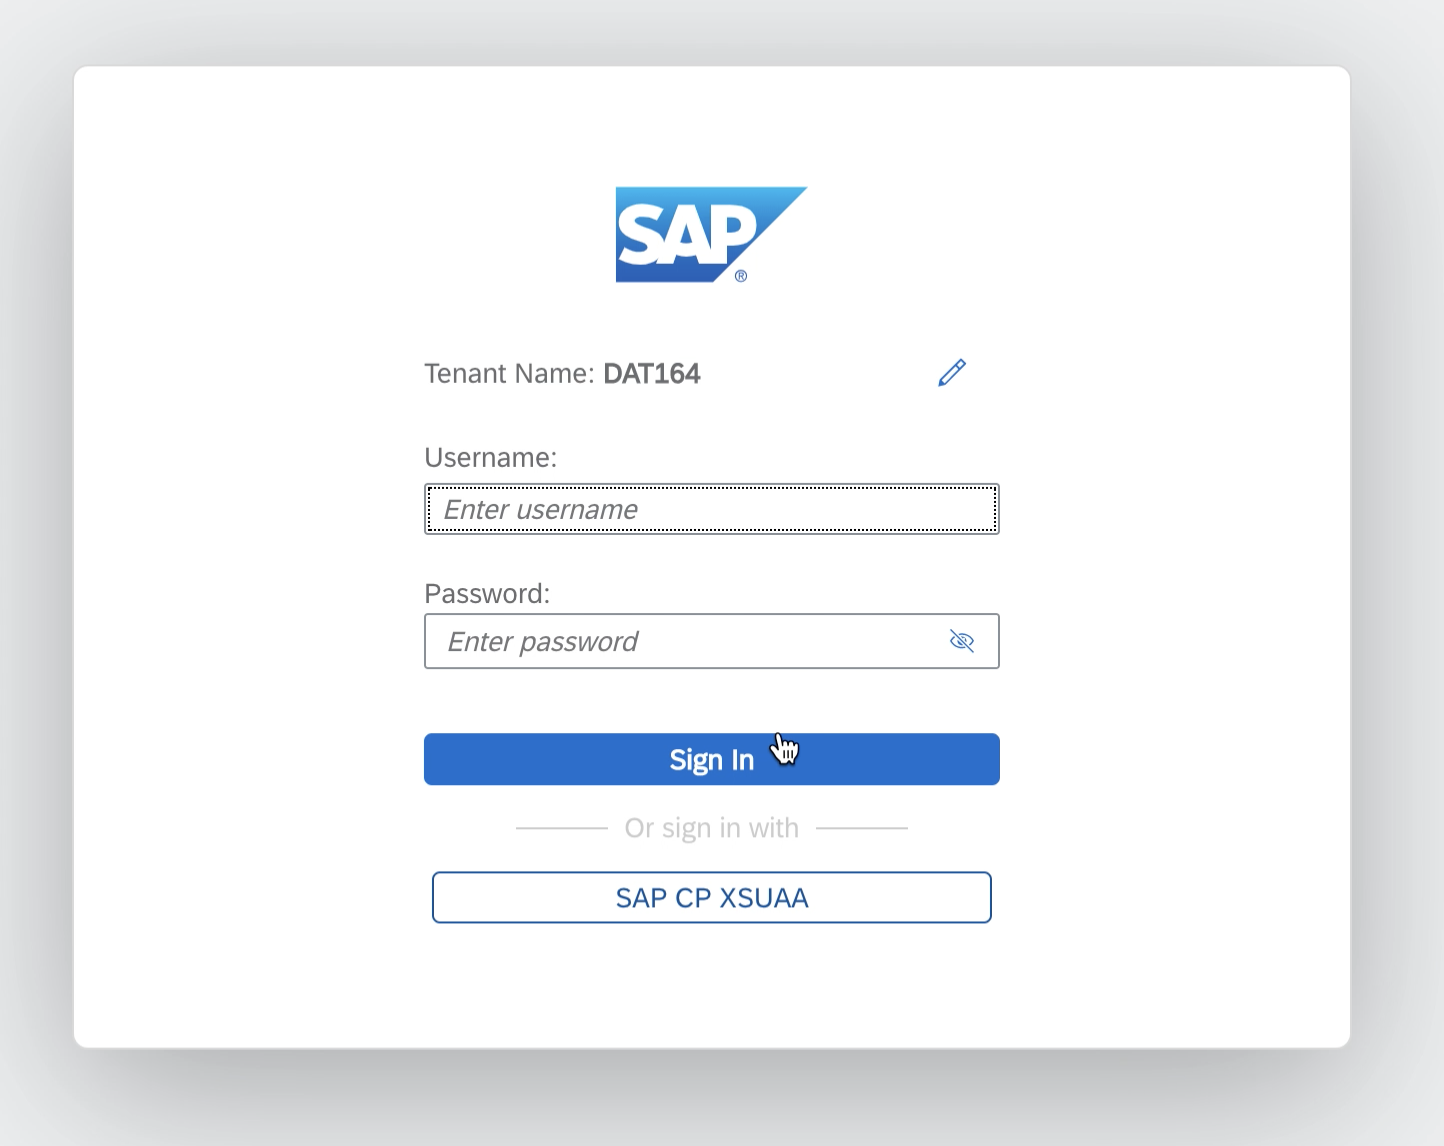 SAP
®
Tenant Name: DAT164
Username:
Enter username
Password:
Enter password
Sign In
Or sign in with
SAP CP XSUAA